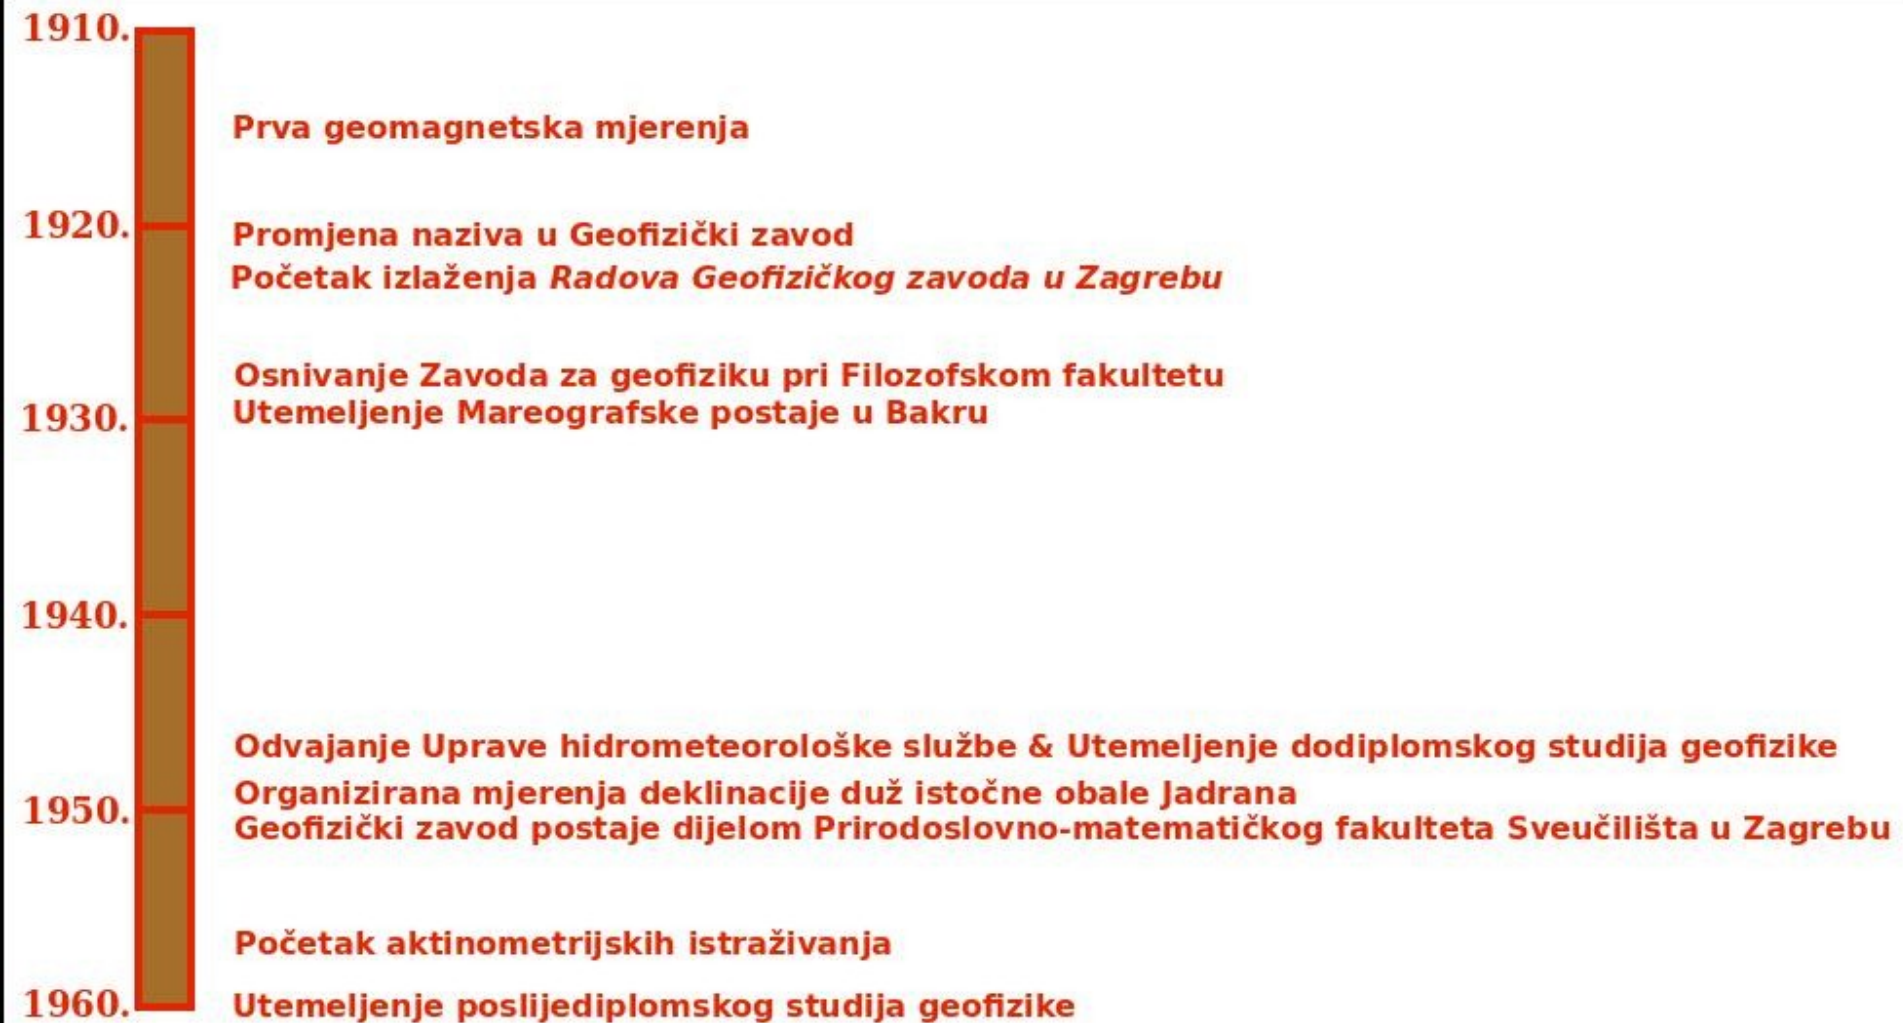 1910.
Prva geomagnetska mjerenja
1920.
Promjena naziva u Geofizički zavod
Početak izlaženja Radova Geofizičkog zavoda u Zagrebu
Osnivanje Zavoda za geofiziku pri Filozofskom fakultetu
1930.
Utemeljenje Mareografske postaje u Bakru
1940.
Odvajanje Uprave hidrometeorološke službe & Utemeljenje dodiplomskog studija geofizike
Organizirana mjerenja deklinacije duž istočne obale Jadrana
1950.
Geofizički zavod postaje dijelom Prirodoslovno-matematičkog fakulteta Sveučilišta u Zagrebu
Početak aktinometrijskih istraživanja
1960.
Utemeljenje poslijediplomskog studija geofizike